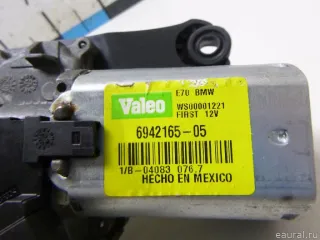 E70 BMW
Valeo
WS00001221
FIRST 12V
6942165-05
1/B-04083 076.7
HECHO EN MEXICO
© eaural.ru